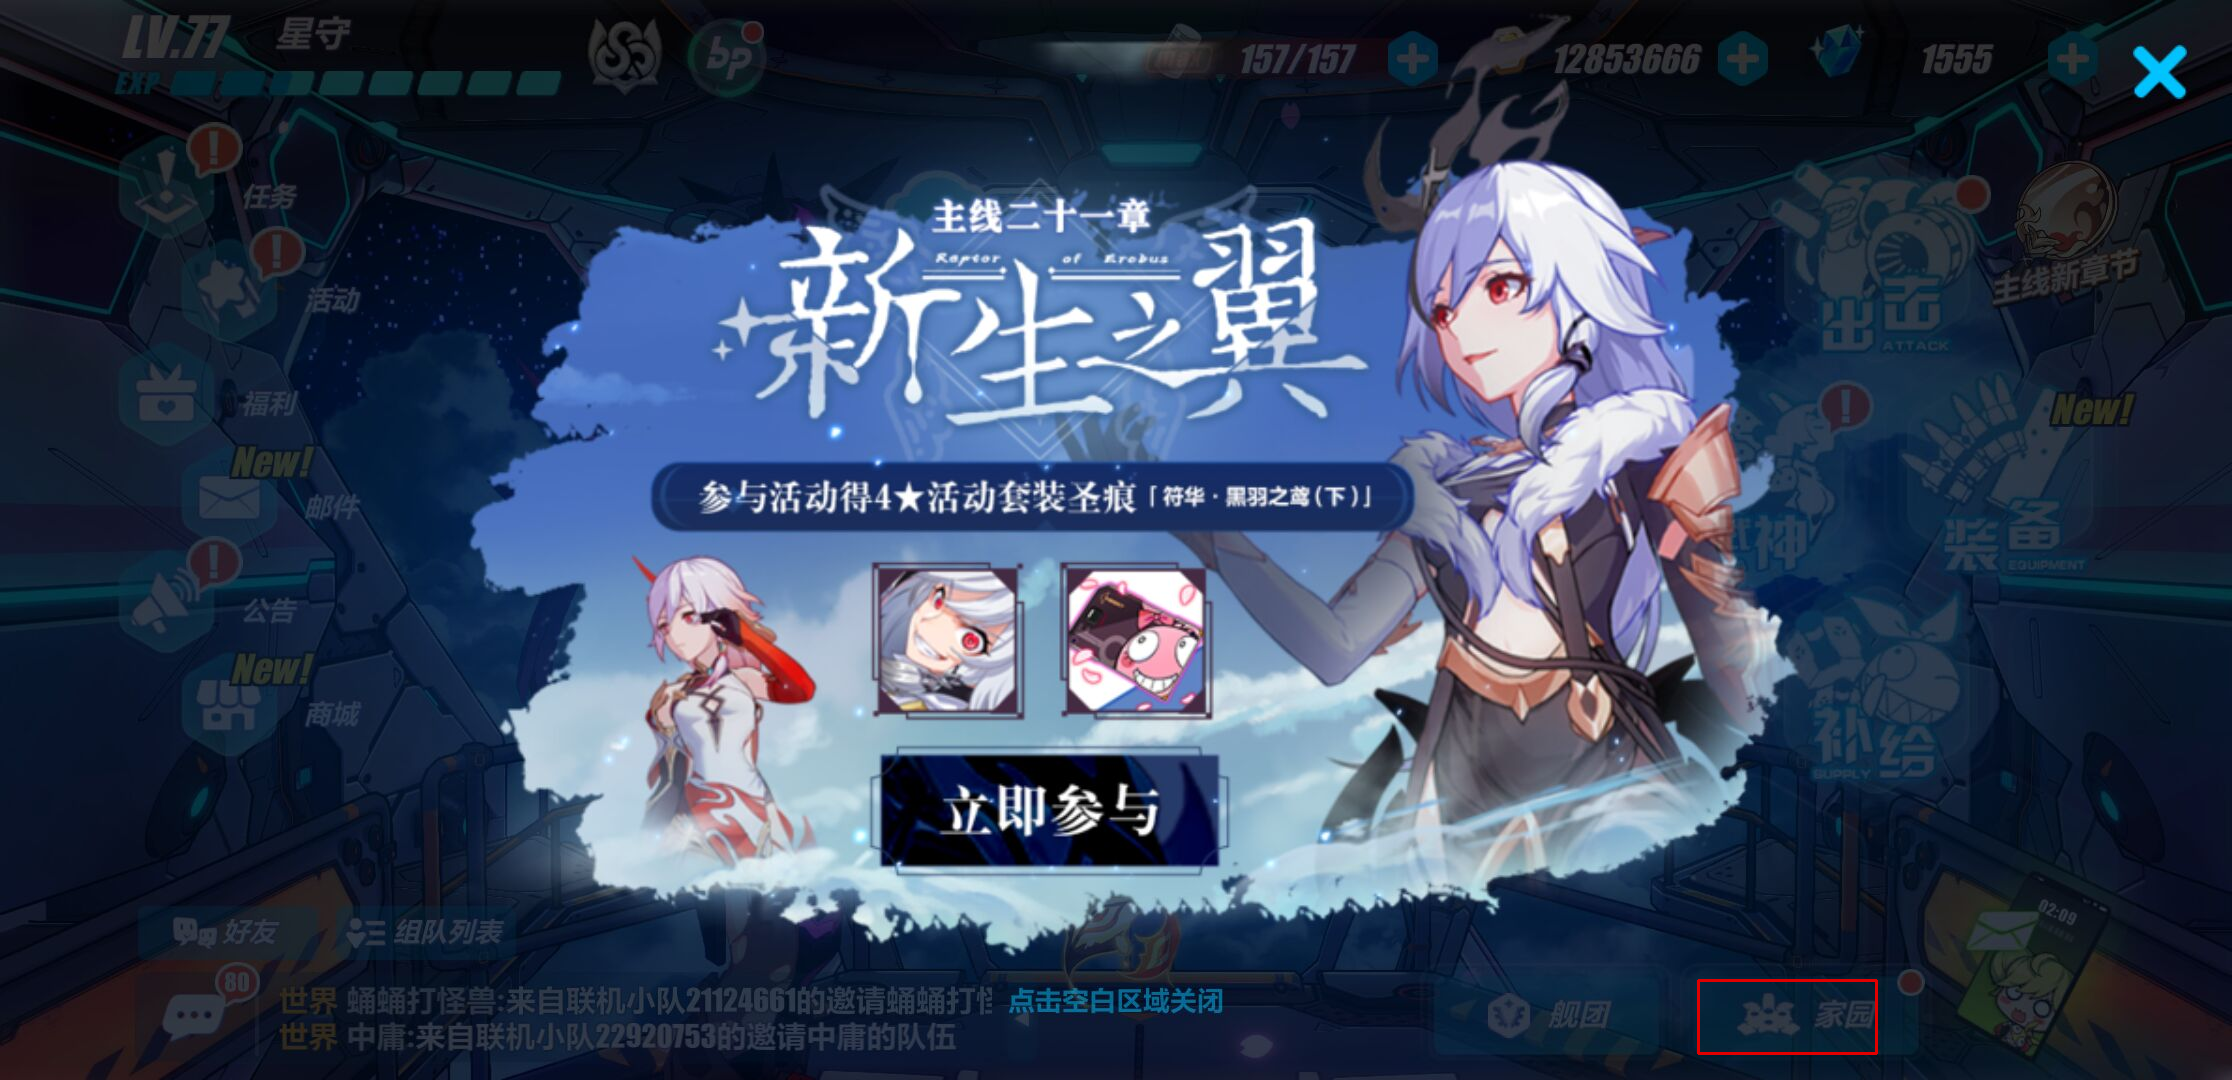 LV.77 星守
EXP
bp
MAX 157/157
12853666
1555
任务
活动
福利
New!
邮件
公告
New!
商城
主线二十一章
Raptor of Erebus
新生之翼
参与活动得4★活动套装圣痕「符华·黑羽之鸢(下)」
立即参与
出击
ATTACK
主线新章节
New!
武神
装备
EQUIPMENT
补给
SUPPLY
好友
组队列表
80
世界 蛹蛹打怪兽:来自联机小队21124661的邀请蛹蛹打怪
世界 中庸:来自联机小队22920753的邀请中庸的队伍
点击空白区域关闭
舰团
家园
02:09